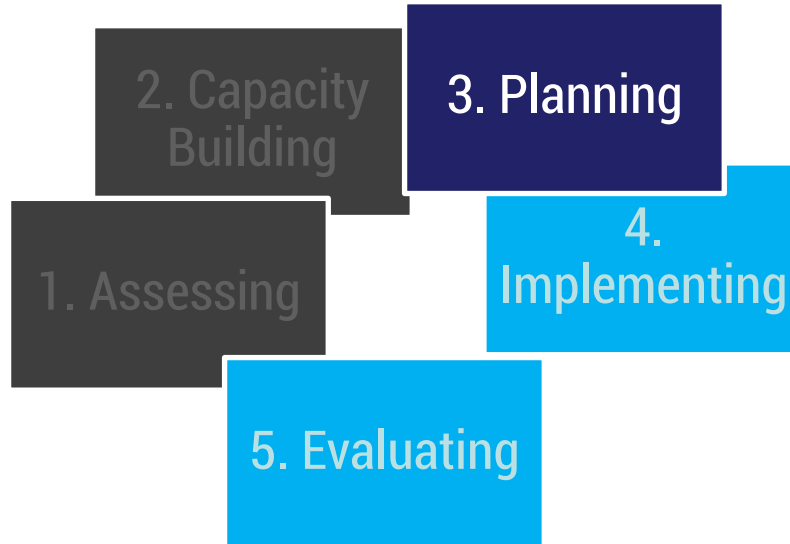 2. Capacity
Building
3. Planning
4.
Implementing
1. Assessing
5. Evaluating